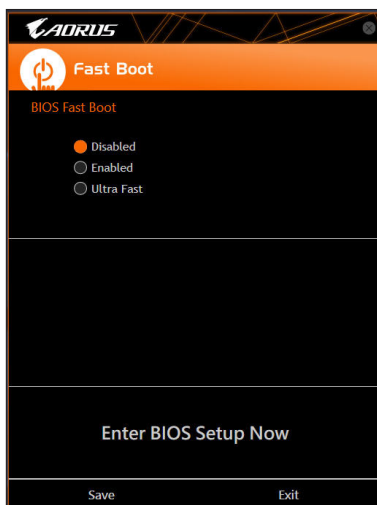 AORUS
Fast Boot
BIOS Fast Boot
Disabled
Enabled
Ultra Fast
Enter BIOS Setup Now
Save Exit